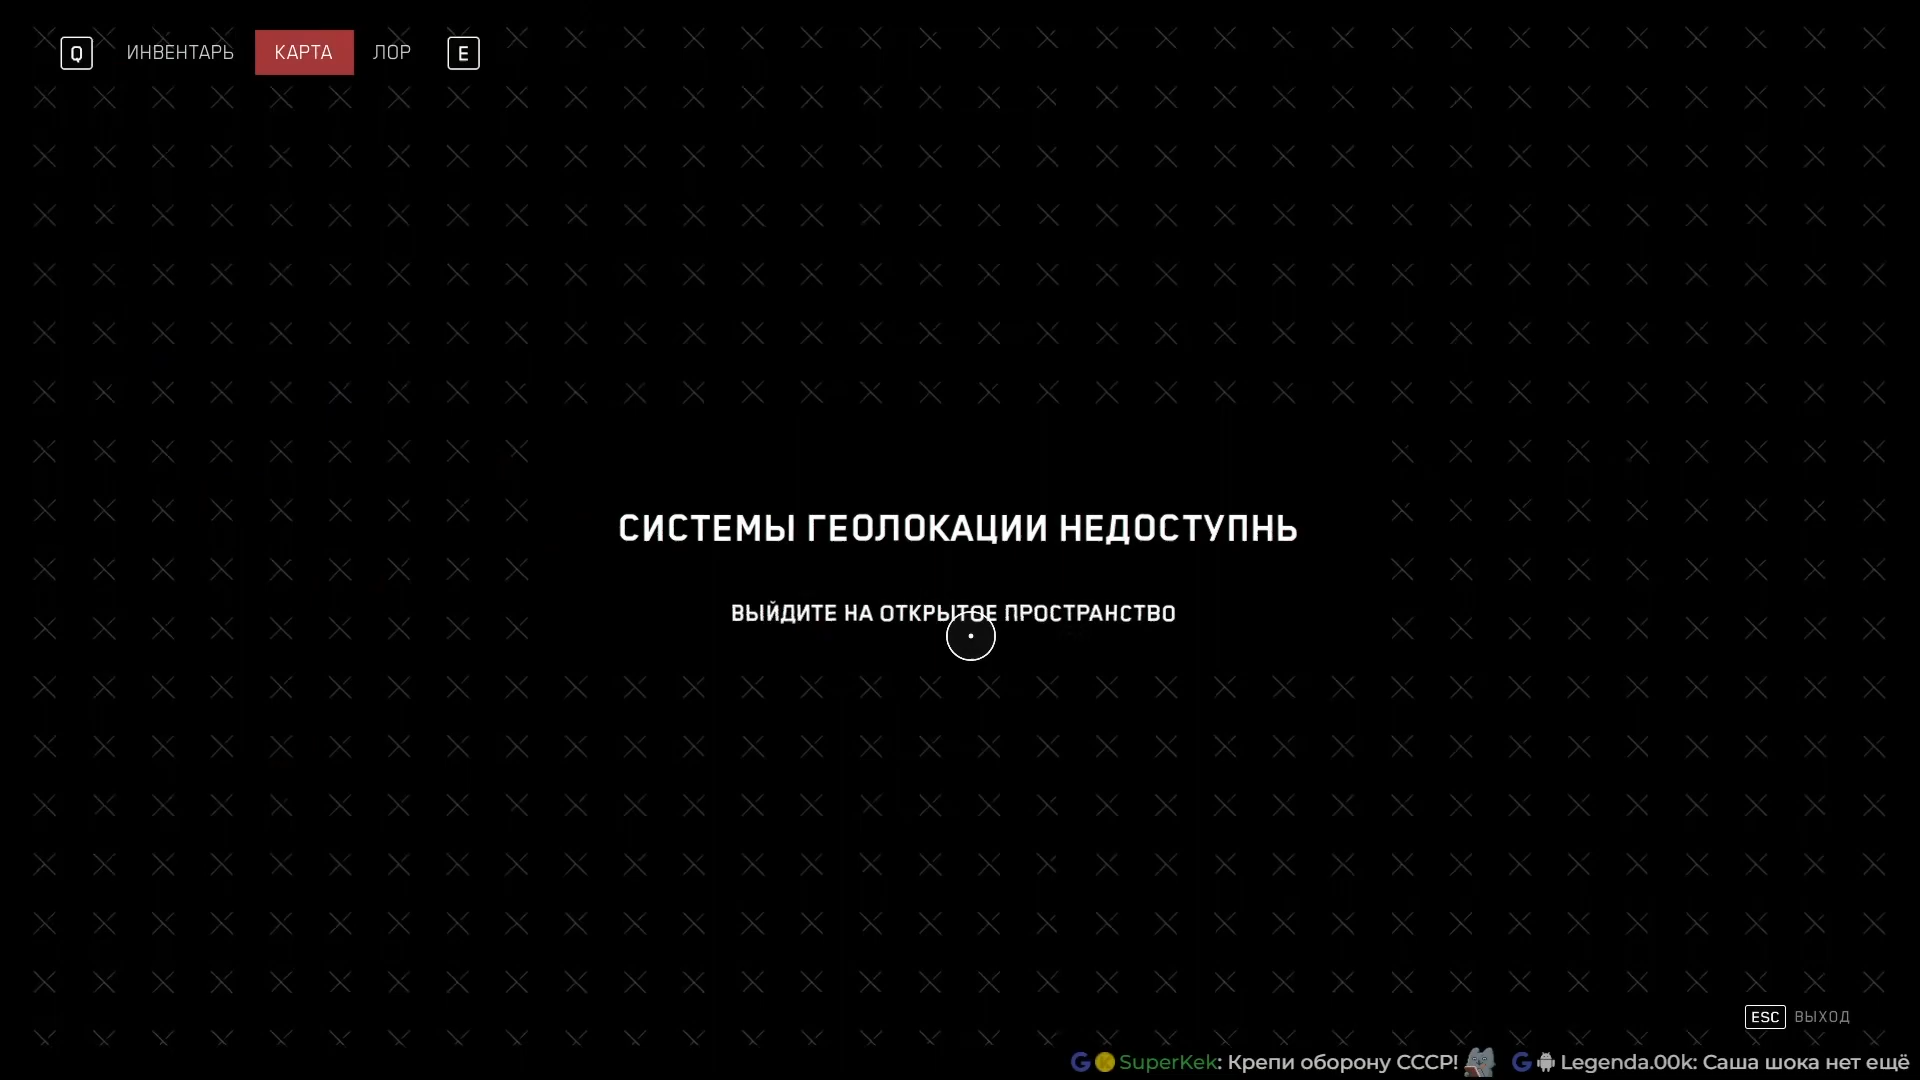 Q ИНВЕНТАРЬ КАРТА ЛОР E
СИСТЕМЫ ГЕОЛОКАЦИИ НЕДОСТУПНЬ
ВЫЙДИТЕ НА ОТКРЫТОЕ ПРОСТРАНСТВО
ESC ВЫХОД
SuperKek: Крепи оборону СССР! Legenda.00k: Саша шока нет ещё